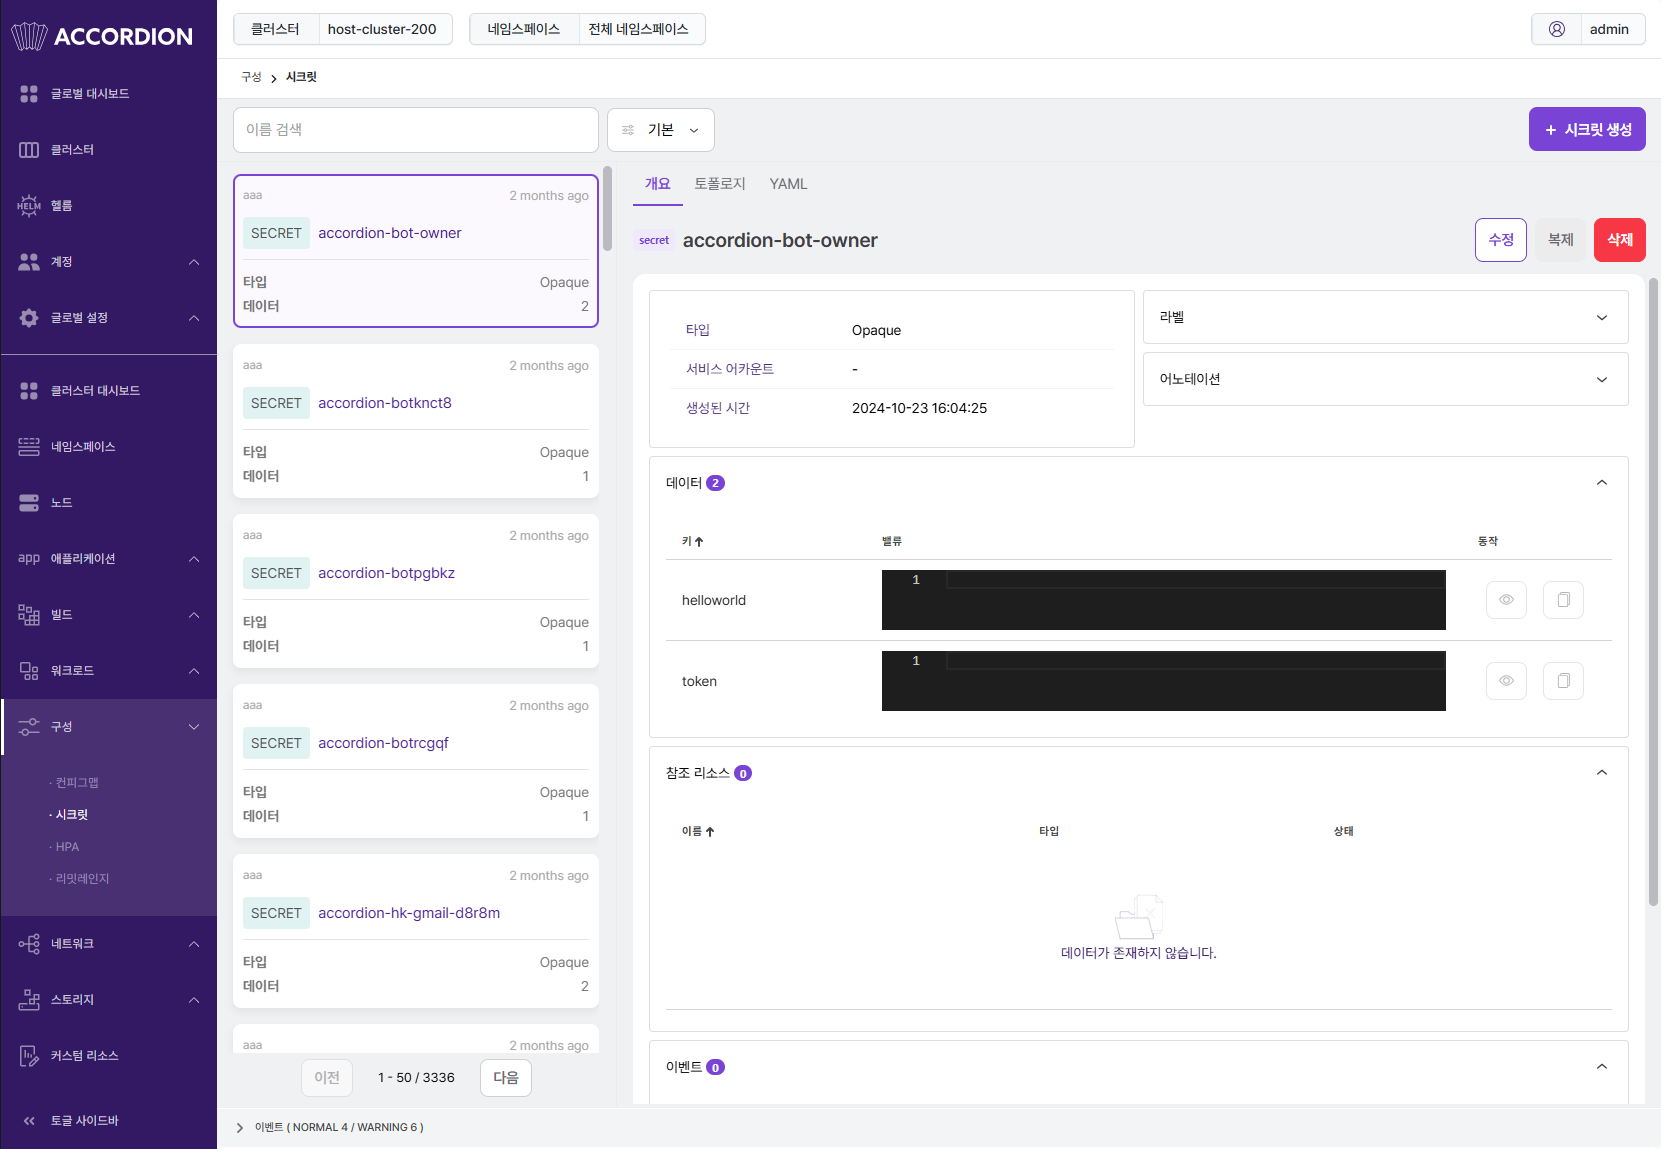 ACCORDION
글로벌 대시보드
클러스터
HELM 헬름
계정
글로벌 설정
클러스터 대시보드
네임스페이스
노드
app 애플리케이션
빌드
워크로드
구성
· 컨피그맵
· 시크릿
· HPA
· 리밋레인지
네트워크
스토리지
커스텀 리소스
토글 사이드바
클러스터 host-cluster-200 네임스페이스 전체 네임스페이스 admin
구성 > 시크릿
이름 검색 기본 + 시크릿 생성
aaa 2 months ago
SECRET accordion-bot-owner
타입 Opaque
데이터 2
aaa 2 months ago
SECRET accordion-botknct8
타입 Opaque
데이터 1
aaa 2 months ago
SECRET accordion-botpgbkz
타입 Opaque
데이터 1
aaa 2 months ago
SECRET accordion-botrcgqf
타입 Opaque
데이터 1
aaa 2 months ago
SECRET accordion-hk-gmail-d8r8m
타입 Opaque
데이터 2
aaa 2 months ago
이전 1 - 50 / 3336 다음
개요 토폴로지 YAML
secret accordion-bot-owner 수정 복제 삭제
타입 Opaque
서비스 어카운트 -
생성된 시간 2024-10-23 16:04:25
라벨
어노테이션
데이터 2
키 밸류 동작
helloworld 1
token 1
참조 리소스 0
이름 타입 상태
데이터가 존재하지 않습니다.
이벤트 0
이벤트 ( NORMAL 4 / WARNING 6 )